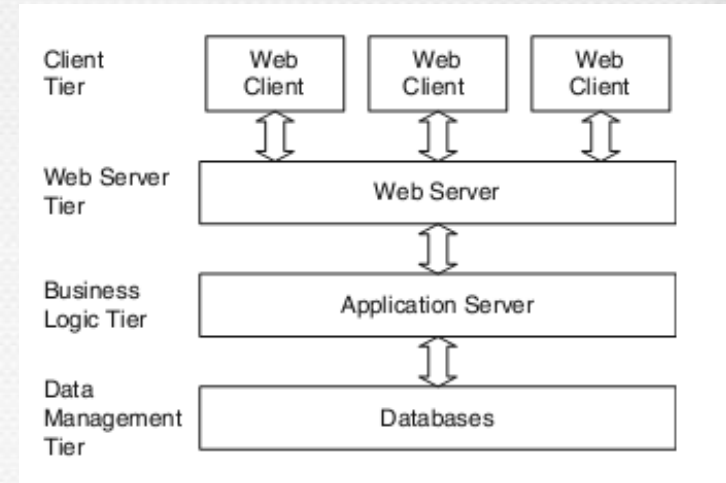 Client
Tier
Web
Client
Web
Client
Web
Client
Web Server
Tier
Web Server
Business
Logic Tier
Application Server
Data
Management
Tier
Databases